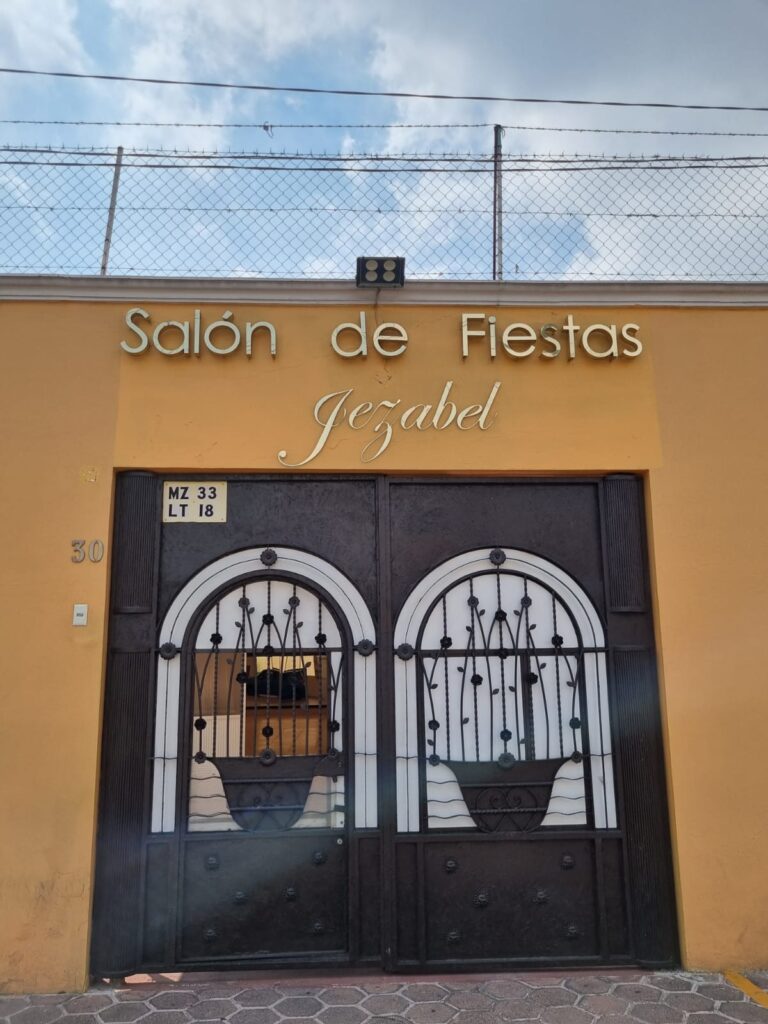 Salón de Fiestas
Jezabel
MZ 33
LT 18
30